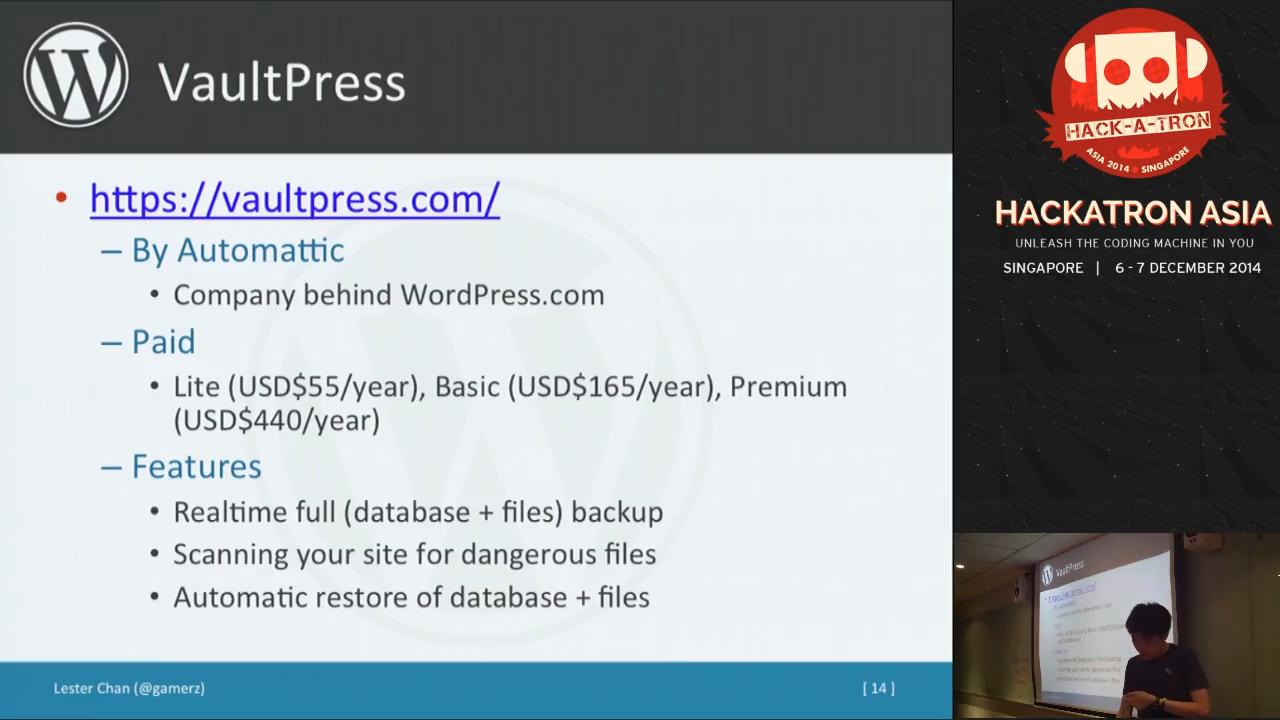 VaultPress
• https://vaultpress.com/
– By Automattic
• Company behind WordPress.com
– Paid
• Lite (USD$55/year), Basic (USD$165/year), Premium
(USD$440/year)
– Features
• Realtime full (database + files) backup
• Scanning your site for dangerous files
• Automatic restore of database + files
Lester Chan (@gamerz)
[ 14 ]
HACK-A-TRON
ASIA 2014 SINGAPORE
HACKATRON ASIA
UNLEASH THE CODING MACHINE IN YOU
SINGAPORE | 6 - 7 DECEMBER 2014
VaultPress